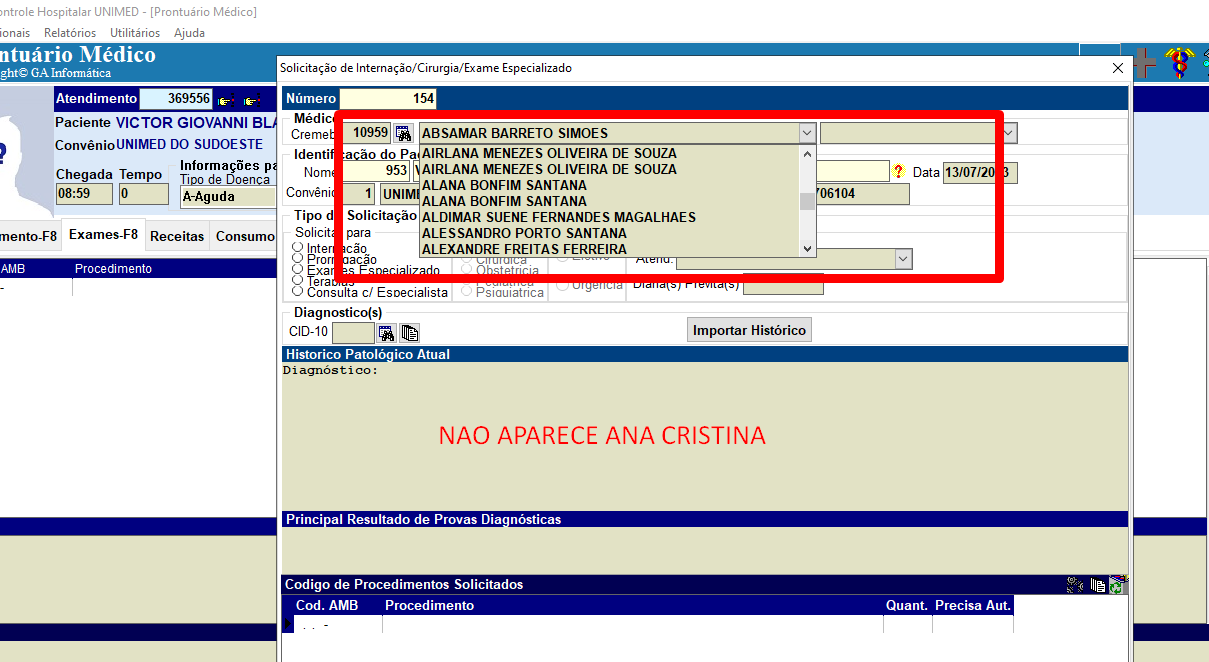 ontrole Hospitalar UNIMED - [Prontuário Médico]
ionais Relatórios Utilitários Ajuda
ntuário Médico
ght© GA Informática
Solicitação de Internação/Cirurgia/Exame Especializado
Atendimento 369556
Número 154
Paciente VICTOR GIOVANNI BLA
Convênio UNIMED DO SUDOESTE
Chegada Tempo Informações pa
Tipo de Doença
08:59 0 A-Aguda
mento-F8 Exames-F8 Receitas Consumo
AMB Procedimento
Médic
Cremeb 10959 ABSAMAR BARRETO SIMOES
AIRLANA MENEZES OLIVEIRA DE SOUZA
AIRLANA MENEZES OLIVEIRA DE SOUZA
ALANA BONFIM SANTANA
ALANA BONFIM SANTANA
ALDIMAR SUENE FERNANDES MAGALHAES
ALESSANDRO PORTO SANTANA
ALEXANDRE FREITAS FERREIRA
Identificação do Pa
Nome 953 ? Data 13/07/2
Convênio 1 UNIM 706104
Tipo de Solicitação
Solicitar para
Internação
Prorrogação Cirúrgica Eletivo Atend:
Exames Especializado Obstetricia
Terapias Pediatrica Urgência Diária(s) Prevista(s)
Consulta c/ Especialista Psiquiatrica
Diagnostico(s)
CID-10 Importar Histórico
Historico Patológico Atual
Diagnóstico:
NAO APARECE ANA CRISTINA
Principal Resultado de Provas Diagnósticas
Codigo de Procedimentos Solicitados
Cod. AMB Procedimento Quant. Precisa Aut.
. . -